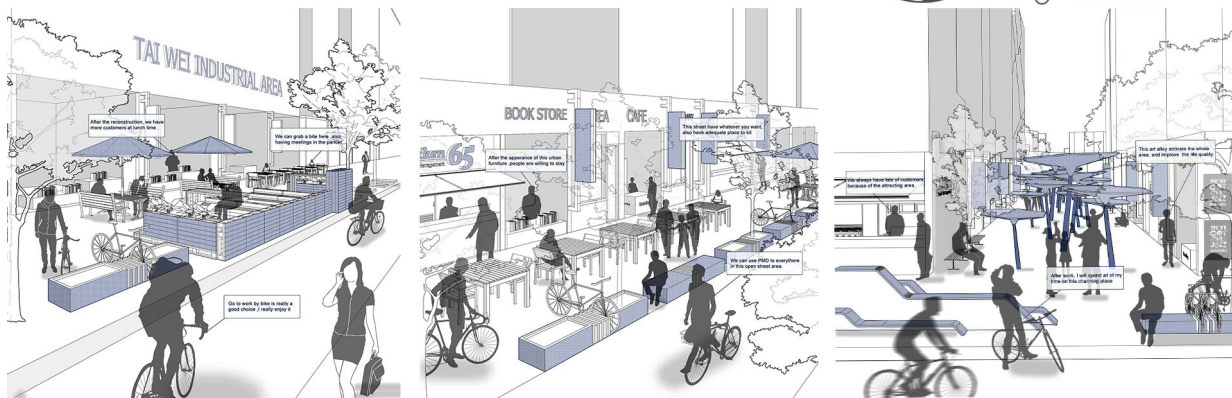 TAI WEI INDUSTRIAL AREA
After the reconstruction, we have
more customers at lunch time
We can grab a bite here ,also
having meetings in the parklet
Go to work by bike is really a
good choice ,I really enjoy it
BOOK STORE
TEA
CAFE
65
This street have whatever you want,
also have adequate place to sit
After the apperance of this urban
furniture ,people are willing to stay
We can use PMD to everywhere
in this open street area.
This art alloy activate the whole
area, and improve the life quality
We always have lots of customers
because of the attracting area.
After work, I will spend all of my
time on this charming place